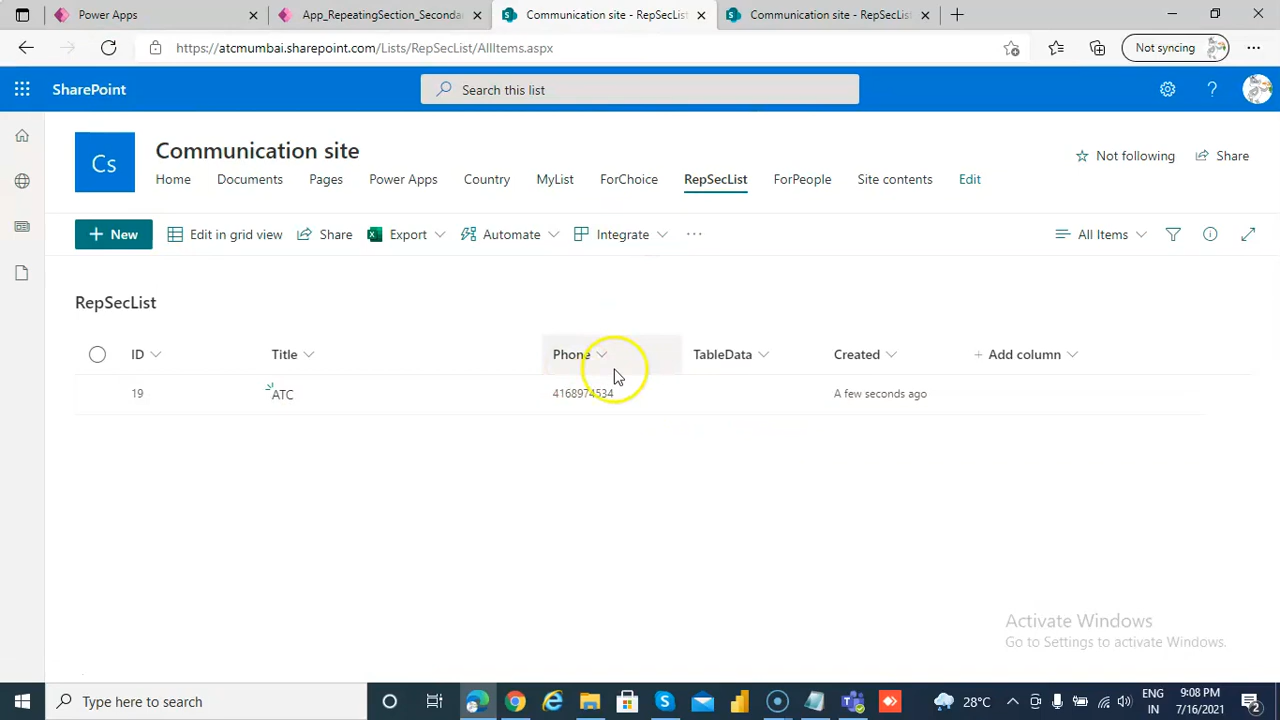 Power Apps
App_RepeatingSection_Seconda
Communication site - RepSecList
Communication site - RepSecList
https://atcmumbai.sharepoint.com/Lists/RepSecList/AllItems.aspx
Not syncing
SharePoint
Search this list
Cs
Communication site
Not following
Share
Home
Documents
Pages
Power Apps
Country
MyList
ForChoice
RepSecList
ForPeople
Site contents
Edit
+ New
Edit in grid view
Share
Export
Automate
Integrate
...
All Items
RepSecList
ID
Title
Phone
TableData
Created
+ Add column
19
ATC
4168974534
A few seconds ago
Activate Windows
Go to Settings to activate Windows.
Type here to search
28°C
ENG
IN
9:08 PM
7/16/2021
2